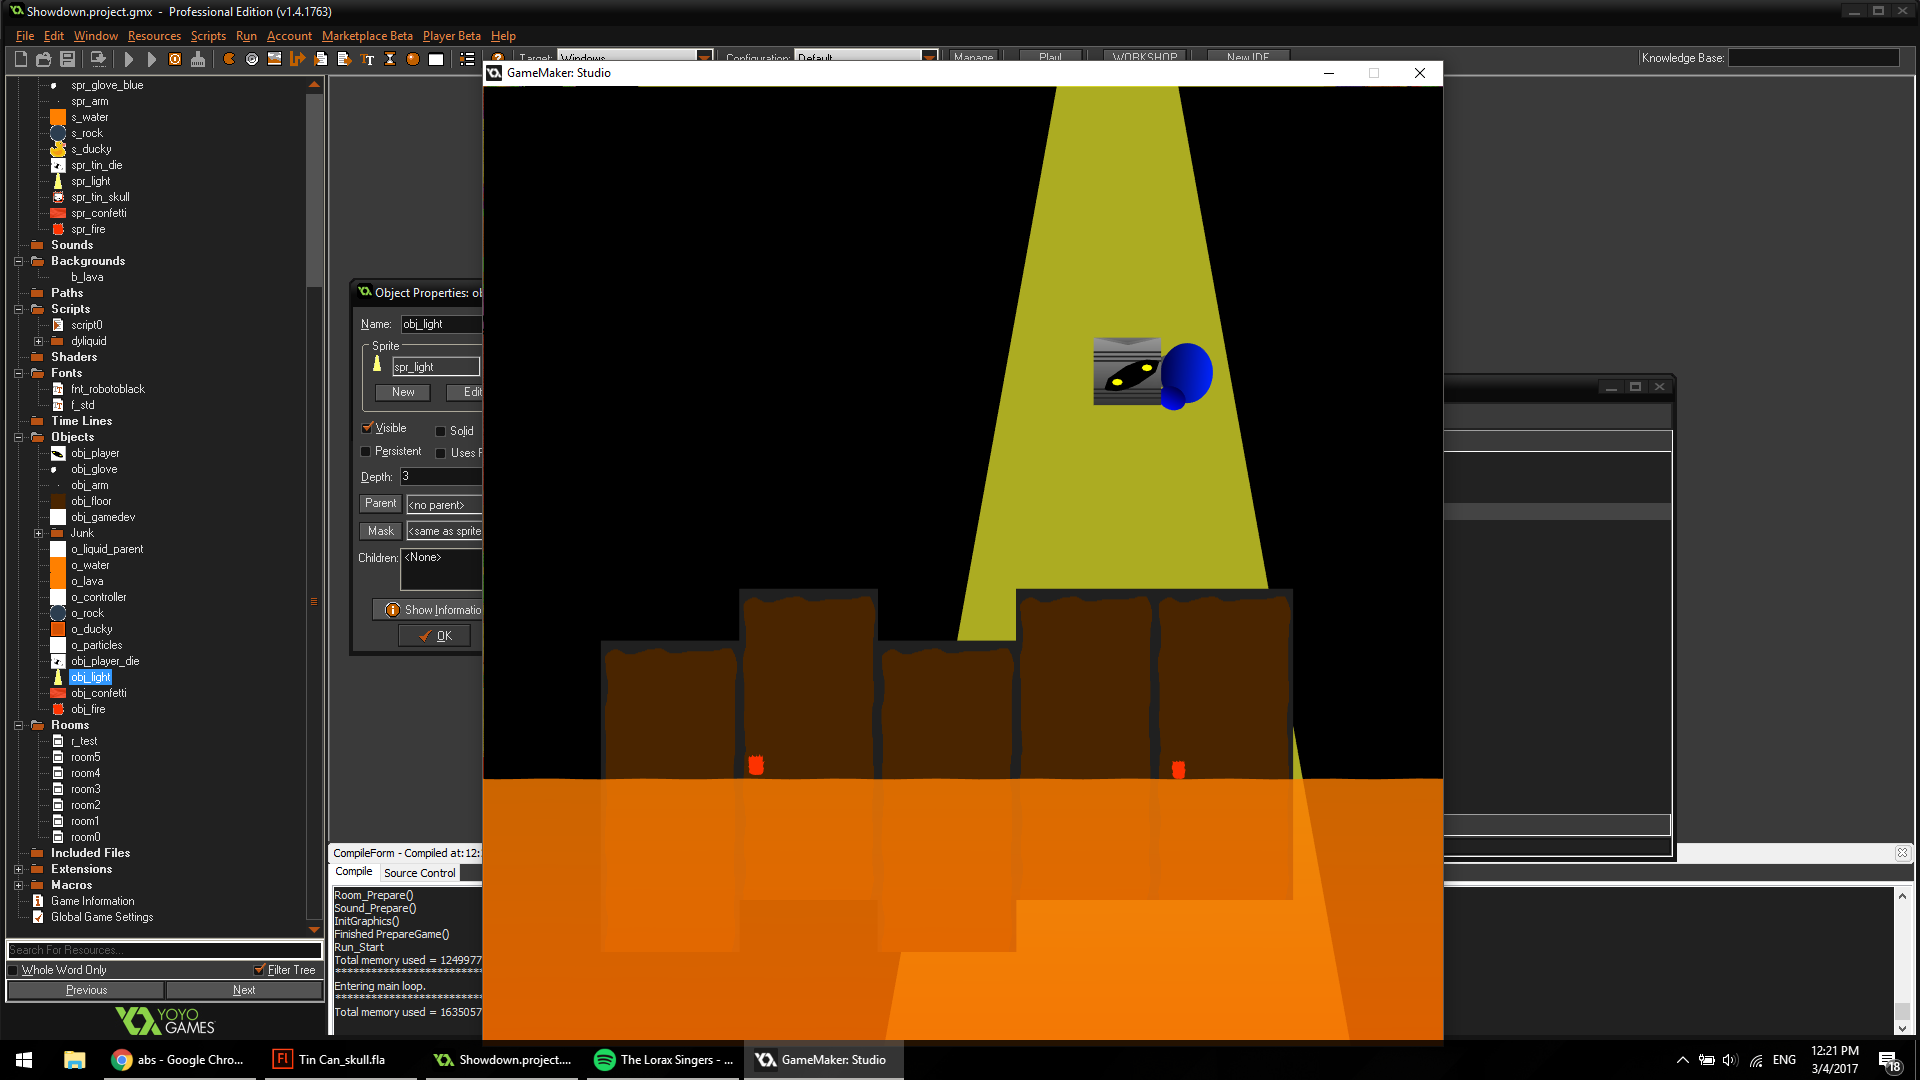 Showdown.project.gmx - Professional Edition (v1.4.1763)
File Edit Window Resources Scripts Run Account Marketplace Beta Player Beta Help
Target: Windows Configuration: Default Manage Play! WORKSHOP New IDE Knowledge Base:
GameMaker: Studio
spr_glove_blue
spr_arm
s_water
s_rock
s_ducky
spr_tin_die
spr_light
spr_tin_skull
spr_confetti
spr_fire
Sounds
Backgrounds
b_lava
Paths
Scripts
script0
dyliquid
Shaders
Fonts
fnt_robotoblack
f_std
Time Lines
Objects
obj_player
obj_glove
obj_arm
obj_floor
obj_gamedev
Junk
o_liquid_parent
o_water
o_lava
o_controller
o_rock
o_ducky
o_particles
obj_player_die
obj_light
obj_confetti
obj_fire
Rooms
r_test
room5
room4
room3
room2
room1
room0
Included Files
Extensions
Macros
Game Information
Global Game Settings
Search For Resources...
Whole Word Only Filter Tree
Previous Next
YOYO
GAMES
Object Properties: ob
Name: obj_light
Sprite
spr_light
New Edit
Visible Solid
Persistent Uses P
Depth: 3
Parent <no parent>
Mask <same as sprite
Children: <None>
Show Informatio
OK
CompileForm - Compiled at: 12:
Compile Source Control
Room_Prepare()
Sound_Prepare()
InitGraphics()
Finished PrepareGame()
Run_Start
Total memory used = 1249977
**************************
Entering main loop.
**************************
Total memory used = 1635057
abs - Google Chro...
Tin Can_skull.fla
Showdown.project....
The Lorax Singers - ...
GameMaker: Studio
ENG
12:21 PM
3/4/2017
18